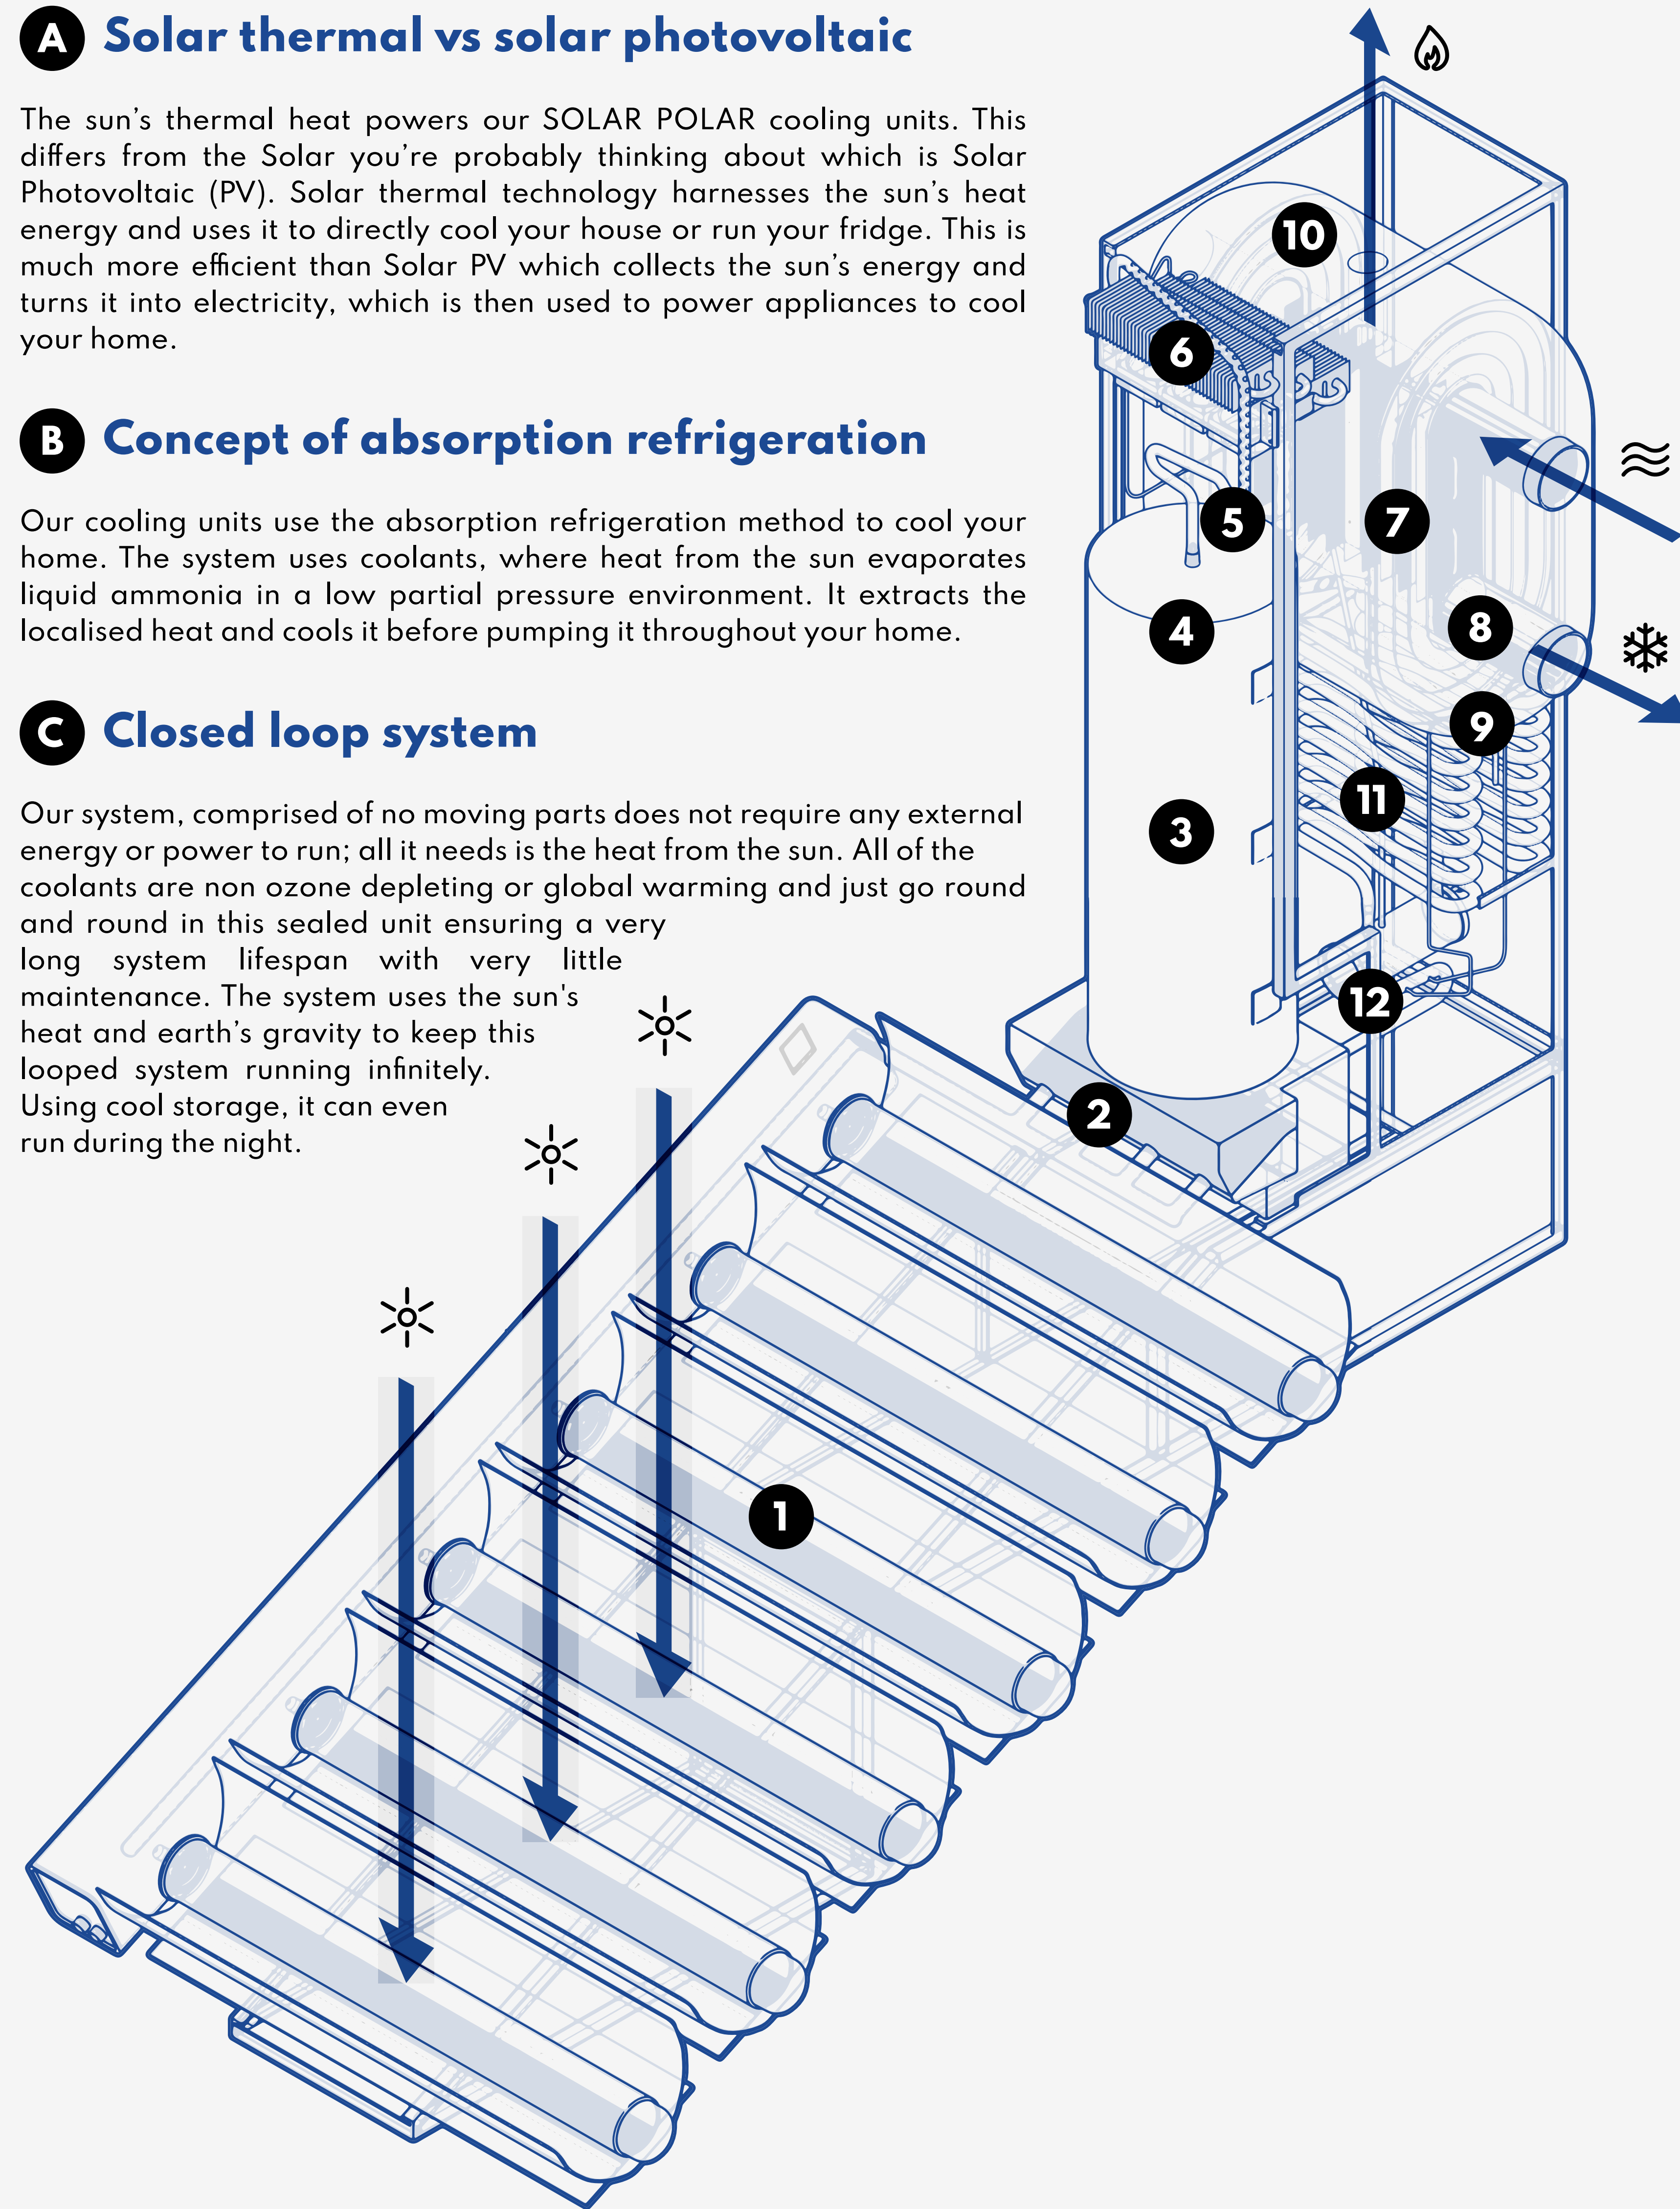 A Solar thermal vs solar photovoltaic
The sun's thermal heat powers our SOLAR POLAR cooling units. This
differs from the Solar you're probably thinking about which is Solar
Photovoltaic (PV). Solar thermal technology harnesses the sun's heat
energy and uses it to directly cool your house or run your fridge. This is
much more efficient than Solar PV which collects the sun's energy and
turns it into electricity, which is then used to power appliances to cool
your home.
B Concept of absorption refrigeration
Our cooling units use the absorption refrigeration method to cool your
home. The system uses coolants, where heat from the sun evaporates
liquid ammonia in a low partial pressure environment. It extracts the
localised heat and cools it before pumping it throughout your home.
C Closed loop system
Our system, comprised of no moving parts does not require any external
energy or power to run; all it needs is the heat from the sun. All of the
coolants are non ozone depleting or global warming and just go round
and round in this sealed unit ensuring a very
long system lifespan with very little
maintenance. The system uses the sun's
heat and earth's gravity to keep this
looped system running infinitely.
Using cool storage, it can even
run during the night.
10
6
5
7
4
8
9
11
3
12
2
1